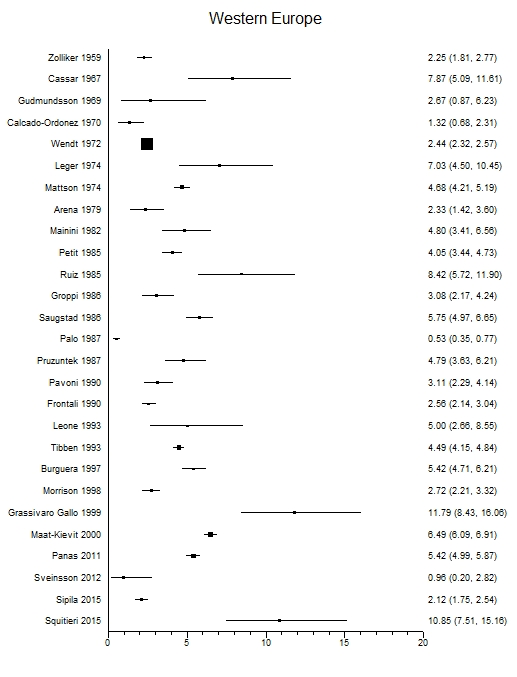 Western Europe
Zolliker 1959 2.25 (1.81, 2.77)
Cassar 1967 7.87 (5.09, 11.61)
Gudmundsson 1969 2.67 (0.87, 6.23)
Calcado-Ordonez 1970 1.32 (0.68, 2.31)
Wendt 1972 2.44 (2.32, 2.57)
Leger 1974 7.03 (4.50, 10.45)
Mattson 1974 4.68 (4.21, 5.19)
Arena 1979 2.33 (1.42, 3.60)
Mainini 1982 4.80 (3.41, 6.56)
Petit 1985 4.05 (3.44, 4.73)
Ruiz 1985 8.42 (5.72, 11.90)
Groppi 1986 3.08 (2.17, 4.24)
Saugstad 1986 5.75 (4.97, 6.65)
Palo 1987 0.53 (0.35, 0.77)
Pruzuntek 1987 4.79 (3.63, 6.21)
Pavoni 1990 3.11 (2.29, 4.14)
Frontali 1990 2.56 (2.14, 3.04)
Leone 1993 5.00 (2.66, 8.55)
Tibben 1993 4.49 (4.15, 4.84)
Burguera 1997 5.42 (4.71, 6.21)
Morrison 1998 2.72 (2.21, 3.32)
Grassivaro Gallo 1999 11.79 (8.43, 16.06)
Maat-Kievit 2000 6.49 (6.09, 6.91)
Panas 2011 5.42 (4.99, 5.87)
Sveinsson 2012 0.96 (0.20, 2.82)
Sipila 2015 2.12 (1.75, 2.54)
Squitieri 2015 10.85 (7.51, 15.16)
0 5 10 15 20